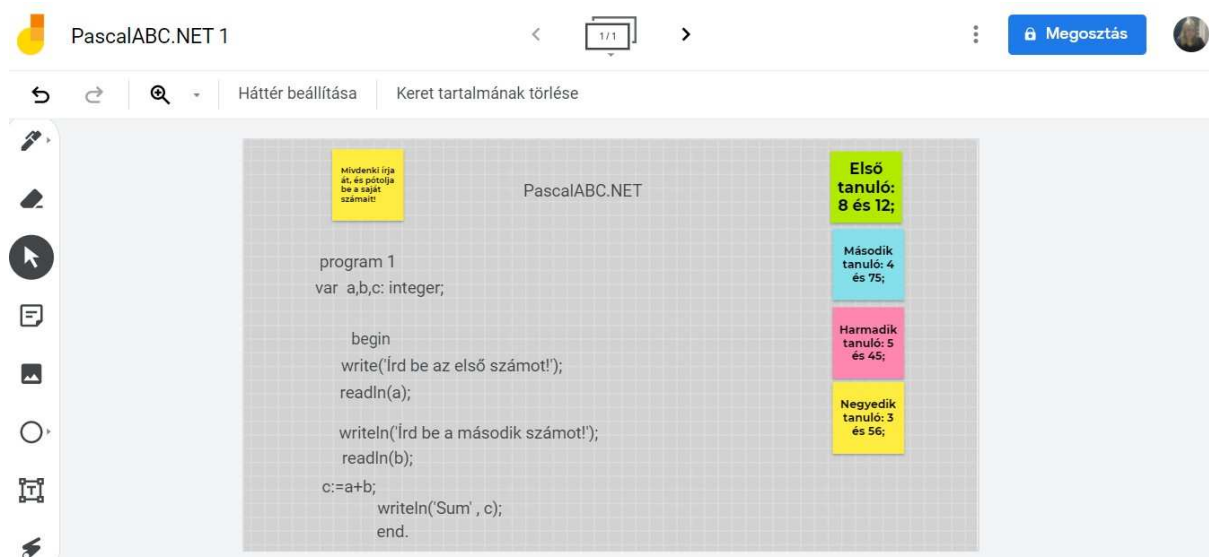 PascalABC.NET 1
1/1
Megosztás
Háttér beállítása
Keret tartalmának törlése
Mivdenki írja
át, és pótolja
be a saját
számait!
PascalABC.NET
Első
tanuló:
8 és 12;
Második
tanuló: 4
és 75;
Harmadik
tanuló: 5
és 45;
Negyedik
tanuló: 3
és 56;
program 1
var a,b,c: integer;
begin
write('Írd be az első számot!');
readln(a);
writeln('Írd be a második számot!');
readln(b);
c:=a+b;
writeln('Sum' , c);
end.